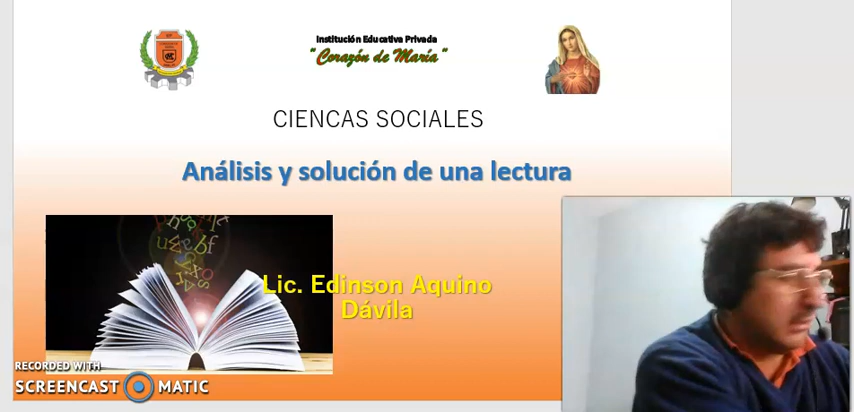 Institución Educativa Privada
"Corazón de María"
CIENCAS SOCIALES
Análisis y solución de una lectura
Lic. Edinson Aquino
Dávila
RECORDED WITH
SCREENCAST MATIC